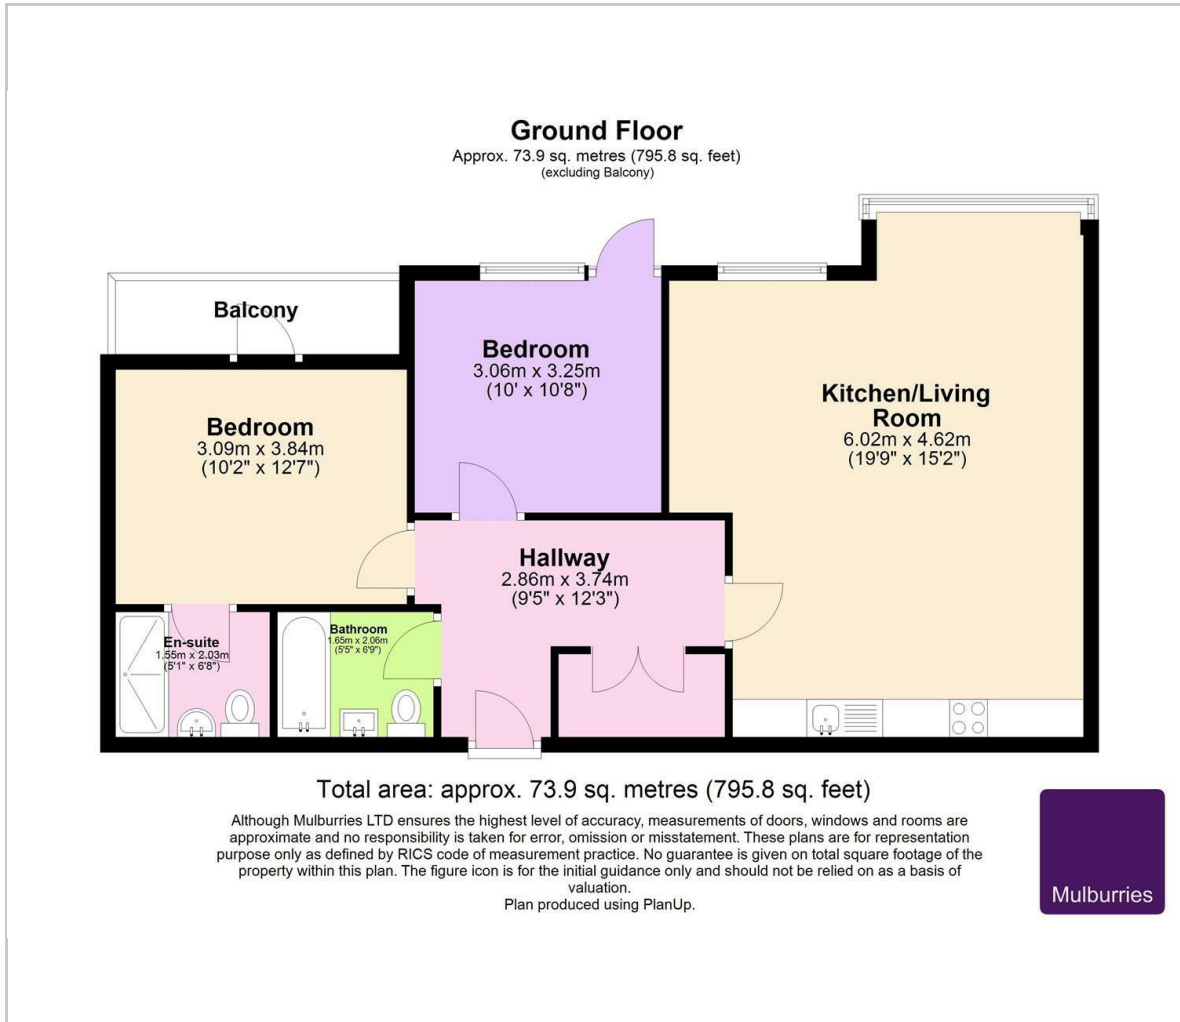 Ground Floor
Approx. 73.9 sq. metres (795.8 sq. feet)
(excluding Balcony)
Balcony
Bedroom
3.06m x 3.25m
(10' x 10'8")
Kitchen/Living
Room
6.02m x 4.62m
(19'9" x 15'2")
Bedroom
3.09m x 3.84m
(10'2" x 12'7")
Hallway
2.86m x 3.74m
(9'5" x 12'3")
En-suite
1.55m x 2.03m
(5'1" x 6'8")
Bathroom
1.65m x 2.06m
(5'5" x 6'9")
Total area: approx. 73.9 sq. metres (795.8 sq. feet)
Although Mulburries LTD ensures the highest level of accuracy, measurements of doors, windows and rooms are
approximate and no responsibility is taken for error, omission or misstatement. These plans are for representation
purpose only as defined by RICS code of measurement practice. No guarantee is given on total square footage of the
property within this plan. The figure icon is for the initial guidance only and should not be relied on as a basis of
valuation.
Plan produced using PlanUp.
Mulburries